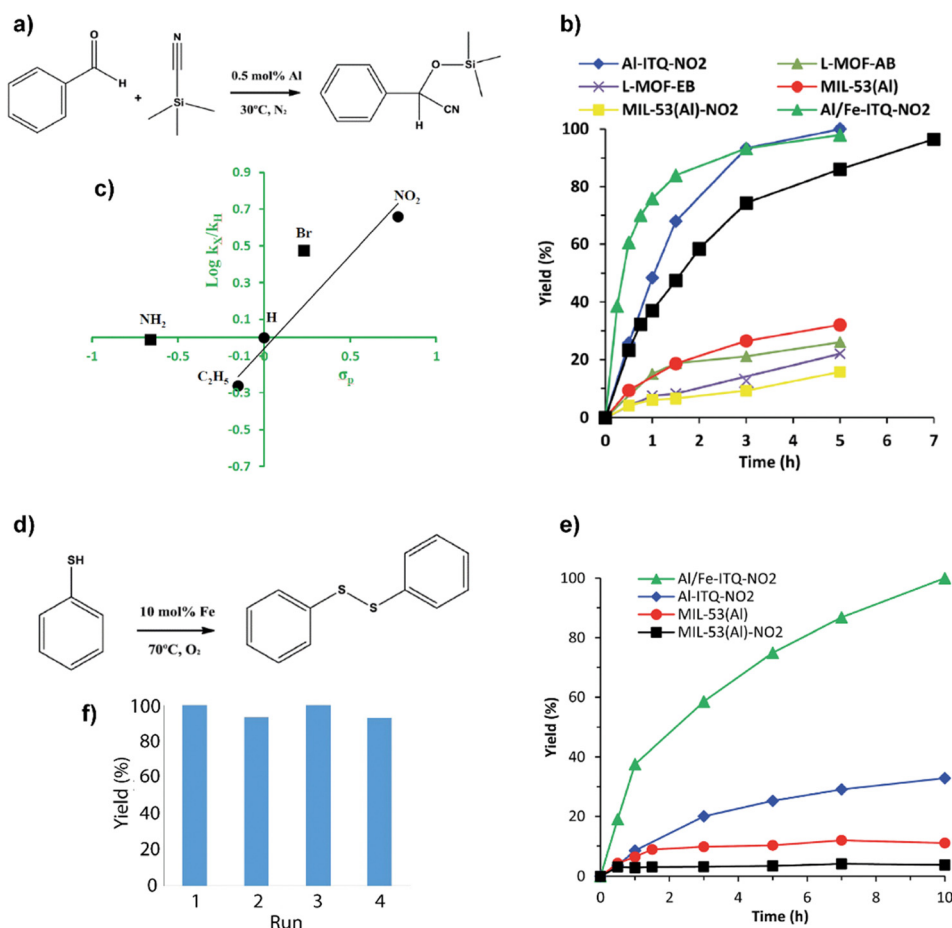 a)
O
H
+
N
Si
0.5 mol% Al
30ºC, N₂
O
Si
CN
H
b)
Al-ITQ-NO2
L-MOF-AB
L-MOF-EB
MIL-53(Al)
MIL-53(Al)-NO2
Al/Fe-ITQ-NO2
100
80
60
40
20
0
Yield (%)
0
1
2
3
4
5
6
7
Time (h)
c)
0.9
0.7
0.5
0.3
0.1
-0.1
-0.3
-0.5
-0.7
Log kX/kH
NO₂
Br
H
NH₂
C₂H₅
-1
-0.5
0
0.5
1
σp
d)
SH
10 mol% Fe
70ºC, O₂
S
S
e)
Al/Fe-ITQ-NO2
Al-ITQ-NO2
MIL-53(Al)
MIL-53(Al)-NO2
100
80
60
40
20
0
Yield (%)
0
2
4
6
8
10
Time (h)
f)
100
80
60
40
20
0
Yield (%)
1
2
3
4
Run